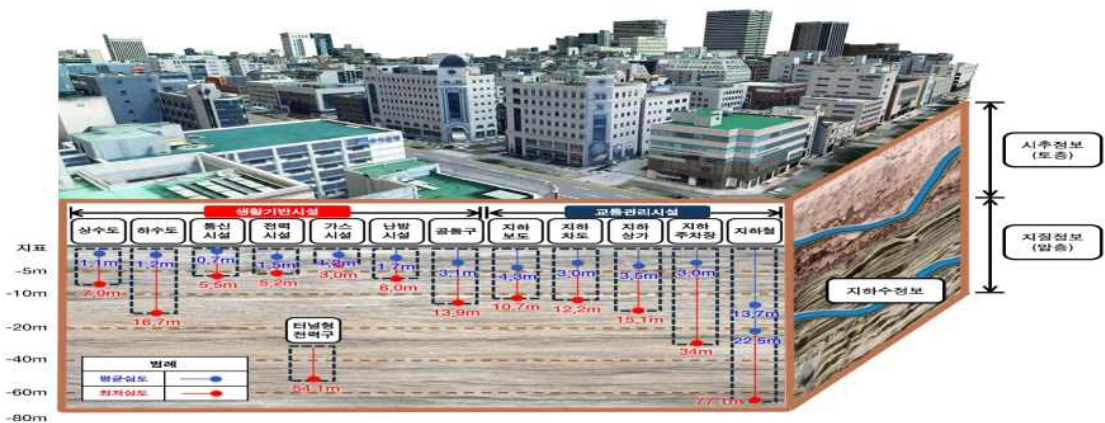 시추정보
(토층)
지질정보
(암층)
지하수정보
생활기반시설
교통관리시설
상수도
하수도
통신
시설
전력
시설
가스
시설
난방
시설
공동구
지하
보도
지하
차도
지하
상가
지하
주차장
지하철
지표
-5m
-10m
-20m
-40m
-60m
-80m
1,1m
1,2m
0,7m
1,5m
1,7m
3,1m
4,3m
3,0m
3,5m
3,0m
13,7m
22,5m
7,0m
16,7m
5,5m
5,2m
3,0m
6,0m
13,9m
10,7m
12,2m
15,1m
34m
77,1m
터널형
전력구
54,1m
범례
평균심도
최저심도